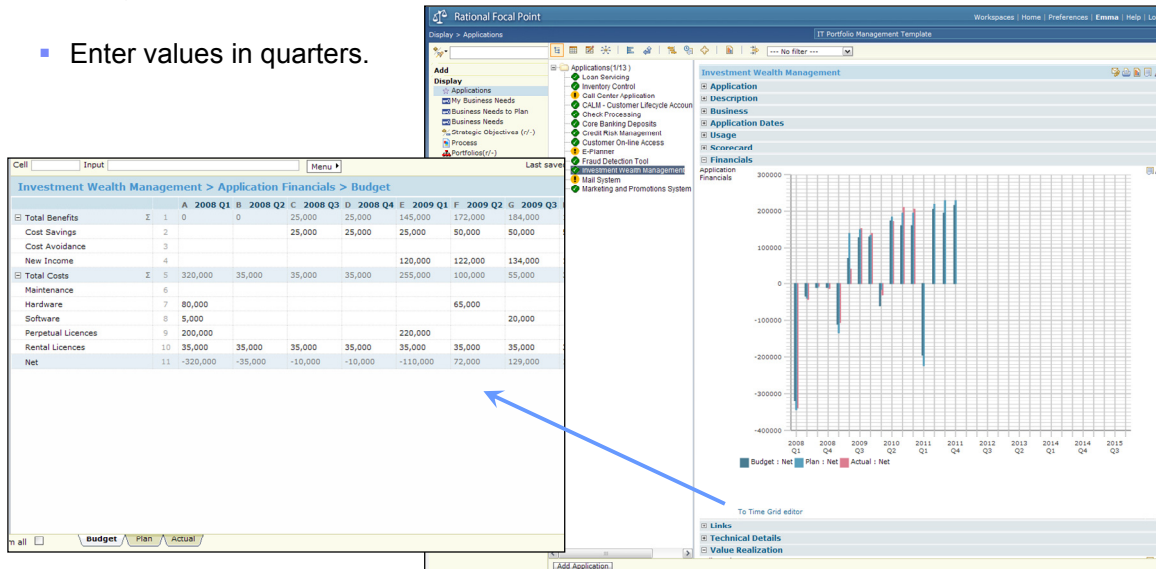 Enter values in quarters.
Rational Focal Point
Workspaces | Home | Preferences | Emma | Help |
Display > Applications
IT Portfolio Management Template
--- No filter ---
Add
Display
Applications
My Business Needs
Business Needs to Plan
Business Needs
Strategic Objectives (r/-)
Process
Portfolios(r/-)
Applications(1/13 )
Loan Servicing
Inventory Control
Call Center Application
CALM - Customer Lifecycle Accoun
Check Processing
Core Banking Deposits
Credit Risk Management
Customer On-line Access
E-Planner
Fraud Detection Tool
Investment Wealth Management
Mail System
Marketing and Promotions System
Investment Wealth Management
Application
Description
Business
Application Dates
Usage
Scorecard
Financials
Application
Financials
300000
200000
100000
0
-100000
-200000
-300000
-400000
2008 2008 2009 2010 2011 2011 2012 2013 2014 2014 2015
Q1 Q2 Q3 Q2 Q1 Q4 Q3 Q2 Q1 Q4 Q3
Budget : Net Plan : Net Actual : Net
To Time Grid editor
Links
Technical Details
Value Realization
Add Application
Cell Input Menu Last save
Investment Wealth Management > Application Financials > Budget
A 2008 Q1 B 2008 Q2 C 2008 Q3 D 2008 Q4 E 2009 Q1 F 2009 Q2 G 2009 Q3
Total Benefits Σ 1 0 0 25,000 25,000 145,000 172,000 184,000
Cost Savings 2 25,000 25,000 25,000 50,000 50,000
Cost Avoidance 3
New Income 4 120,000 122,000 134,000
Total Costs Σ 5 320,000 35,000 35,000 35,000 255,000 100,000 55,000
Maintenance 6
Hardware 7 80,000 65,000
Software 8 5,000 20,000
Perpetual Licences 9 200,000 220,000
Rental Licences 10 35,000 35,000 35,000 35,000 35,000 35,000 35,000
Net 11 -320,000 -35,000 -10,000 -10,000 -110,000 72,000 129,000
all Budget Plan Actual